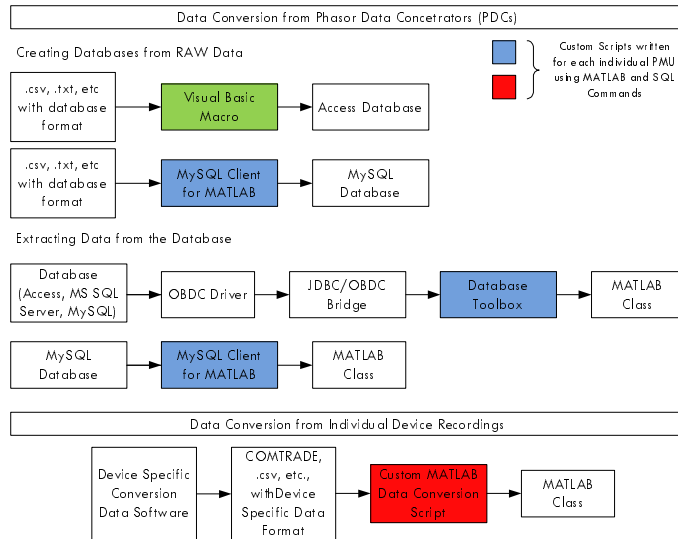 Data Conversion from Phasor Data Concetrators (PDCs)
Creating Databases from RAW Data
Custom Scripts written
for each individual PMU
using MATLAB and SQL
Commands
.csv, .txt, etc
with database
format
Visual Basic
Macro
Access Database
.csv, .txt, etc
with database
format
MySQL Client
for MATLAB
MySQL
Database
Extracting Data from the Database
Database
(Access, MS SQL
Server, MySQL)
OBDC Driver
JDBC/OBDC
Bridge
Database
Toolbox
MATLAB
Class
MySQL
Database
MySQL Client
for MATLAB
MATLAB
Class
Data Conversion from Individual Device Recordings
Device Specific
Conversion
Data Software
COMTRADE,
.csv, etc.,
withDevice
Specific Data
Format
Custom MATLAB
Data Conversion
Script
MATLAB
Class